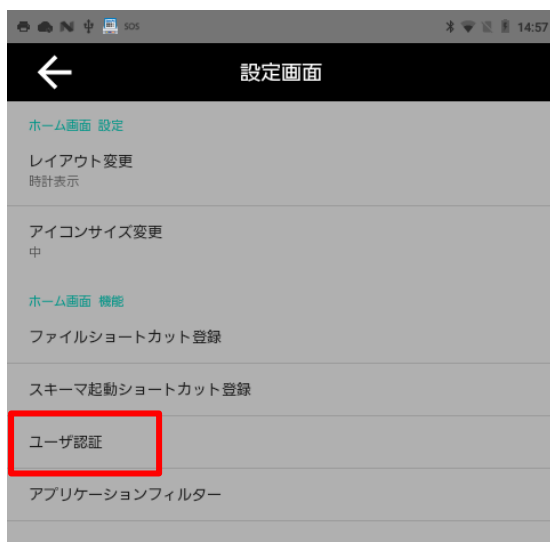 SOS 14:57
設定画面
ホーム画面 設定
レイアウト変更
時計表示
アイコンサイズ変更
中
ホーム画面 機能
ファイルショートカット登録
スキーマ起動ショートカット登録
ユーザ認証
アプリケーションフィルター